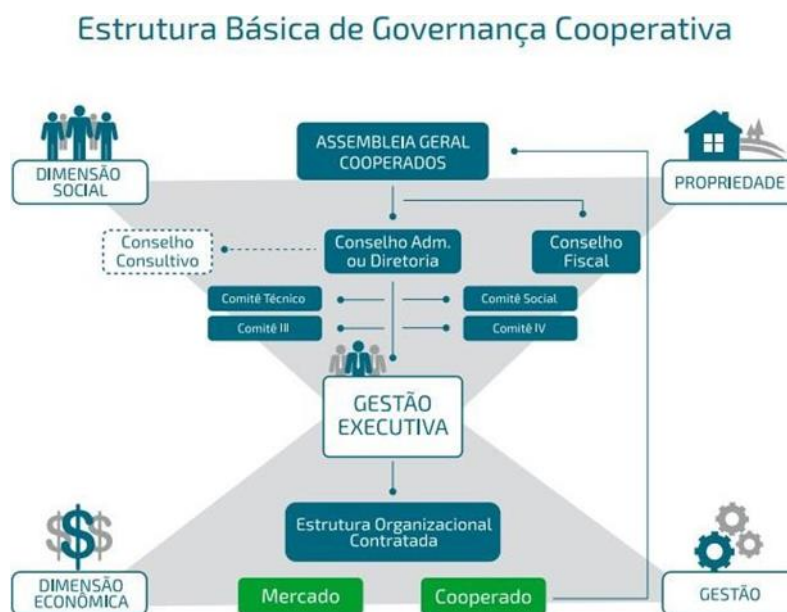 Estrutura Básica de Governança Cooperativa
DIMENSÃO
SOCIAL
ASSEMBLEIA GERAL
COOPERADOS
PROPRIEDADE
Conselho
Consultivo
Conselho Adm.
ou Diretoria
Conselho
Fiscal
Comitê Técnico
Comitê Social
Comitê III
Comitê IV
GESTÃO
EXECUTIVA
Estrutura Organizacional
Contratada
DIMENSÃO
ECONÔMICA
Mercado
Cooperado
GESTÃO